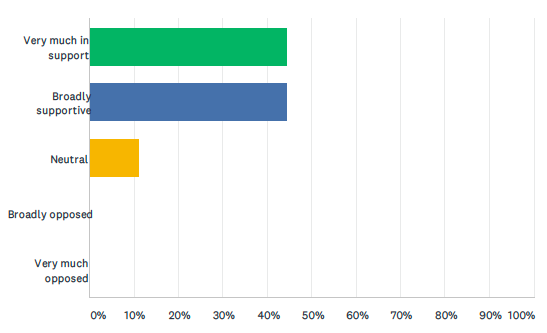 Very much in
support
Broadly
supportive
Neutral
Broadly opposed
Very much
opposed
0% 10% 20% 30% 40% 50% 60% 70% 80% 90% 100%